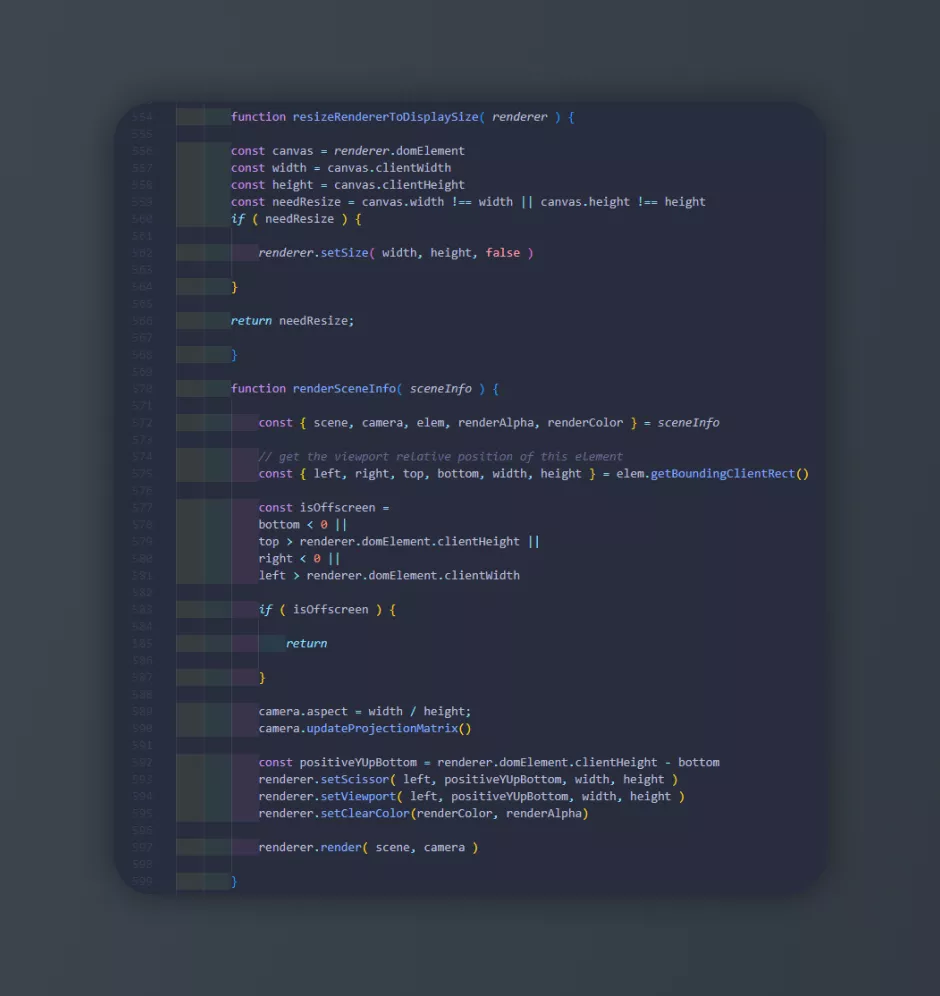 554 function resizeRendererToDisplaySize( renderer ) {
555
556 const canvas = renderer.domElement
557 const width = canvas.clientWidth
558 const height = canvas.clientHeight
559 const needResize = canvas.width !== width || canvas.height !== height
560 if ( needResize ) {
561
562 renderer.setSize( width, height, false )
563
564 }
565
566 return needResize;
567
568 }
569
570 function renderSceneInfo( sceneInfo ) {
571
572 const { scene, camera, elem, renderAlpha, renderColor } = sceneInfo
573
574 // get the viewport relative position of this element
575 const { left, right, top, bottom, width, height } = elem.getBoundingClientRect()
576
577 const isOffscreen =
578 bottom < 0 ||
579 top > renderer.domElement.clientHeight ||
580 right < 0 ||
581 left > renderer.domElement.clientWidth
582
583 if ( isOffscreen ) {
584
585 return
586
587 }
588
589 camera.aspect = width / height;
590 camera.updateProjectionMatrix()
591
592 const positiveYUpBottom = renderer.domElement.clientHeight - bottom
593 renderer.setScissor( left, positiveYUpBottom, width, height )
594 renderer.setViewport( left, positiveYUpBottom, width, height )
595 renderer.setClearColor(renderColor, renderAlpha)
596
597 renderer.render( scene, camera )
598
599 }